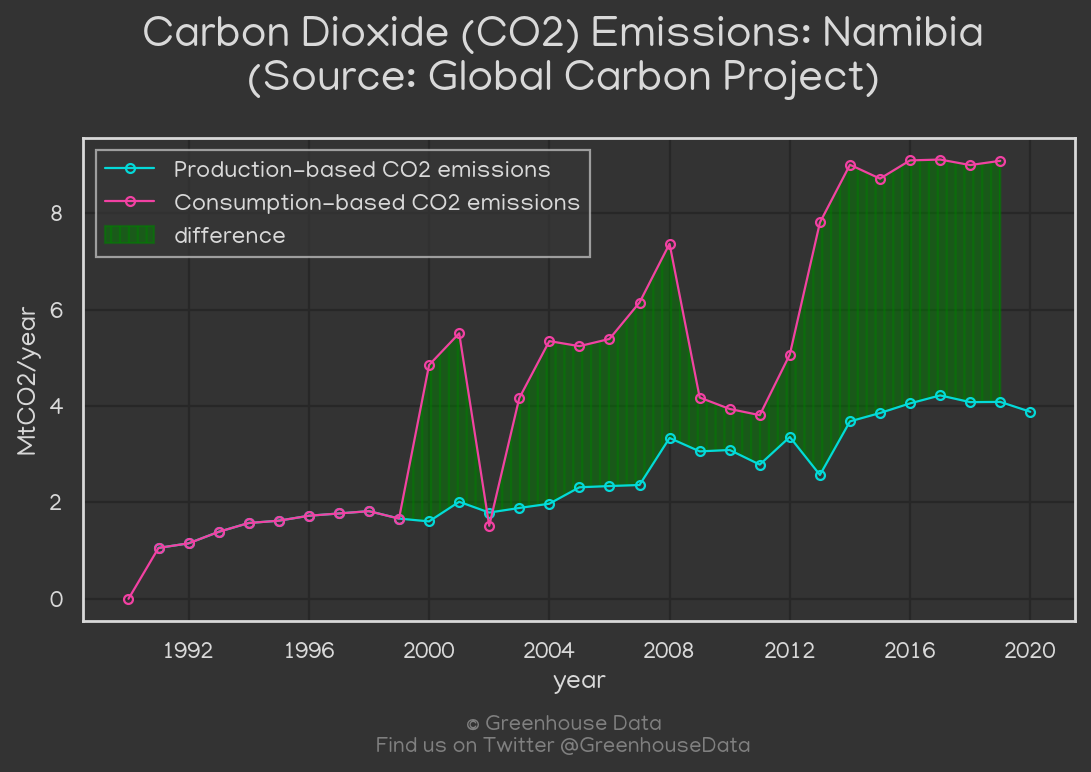 Carbon Dioxide (CO2) Emissions: Namibia
(Source: Global Carbon Project)
Production-based CO2 emissions
Consumption-based CO2 emissions
difference
MtCO2/year
8
6
4
2
0
1992 1996 2000 2004 2008 2012 2016 2020
year
© Greenhouse Data
Find us on Twitter @GreenhouseData